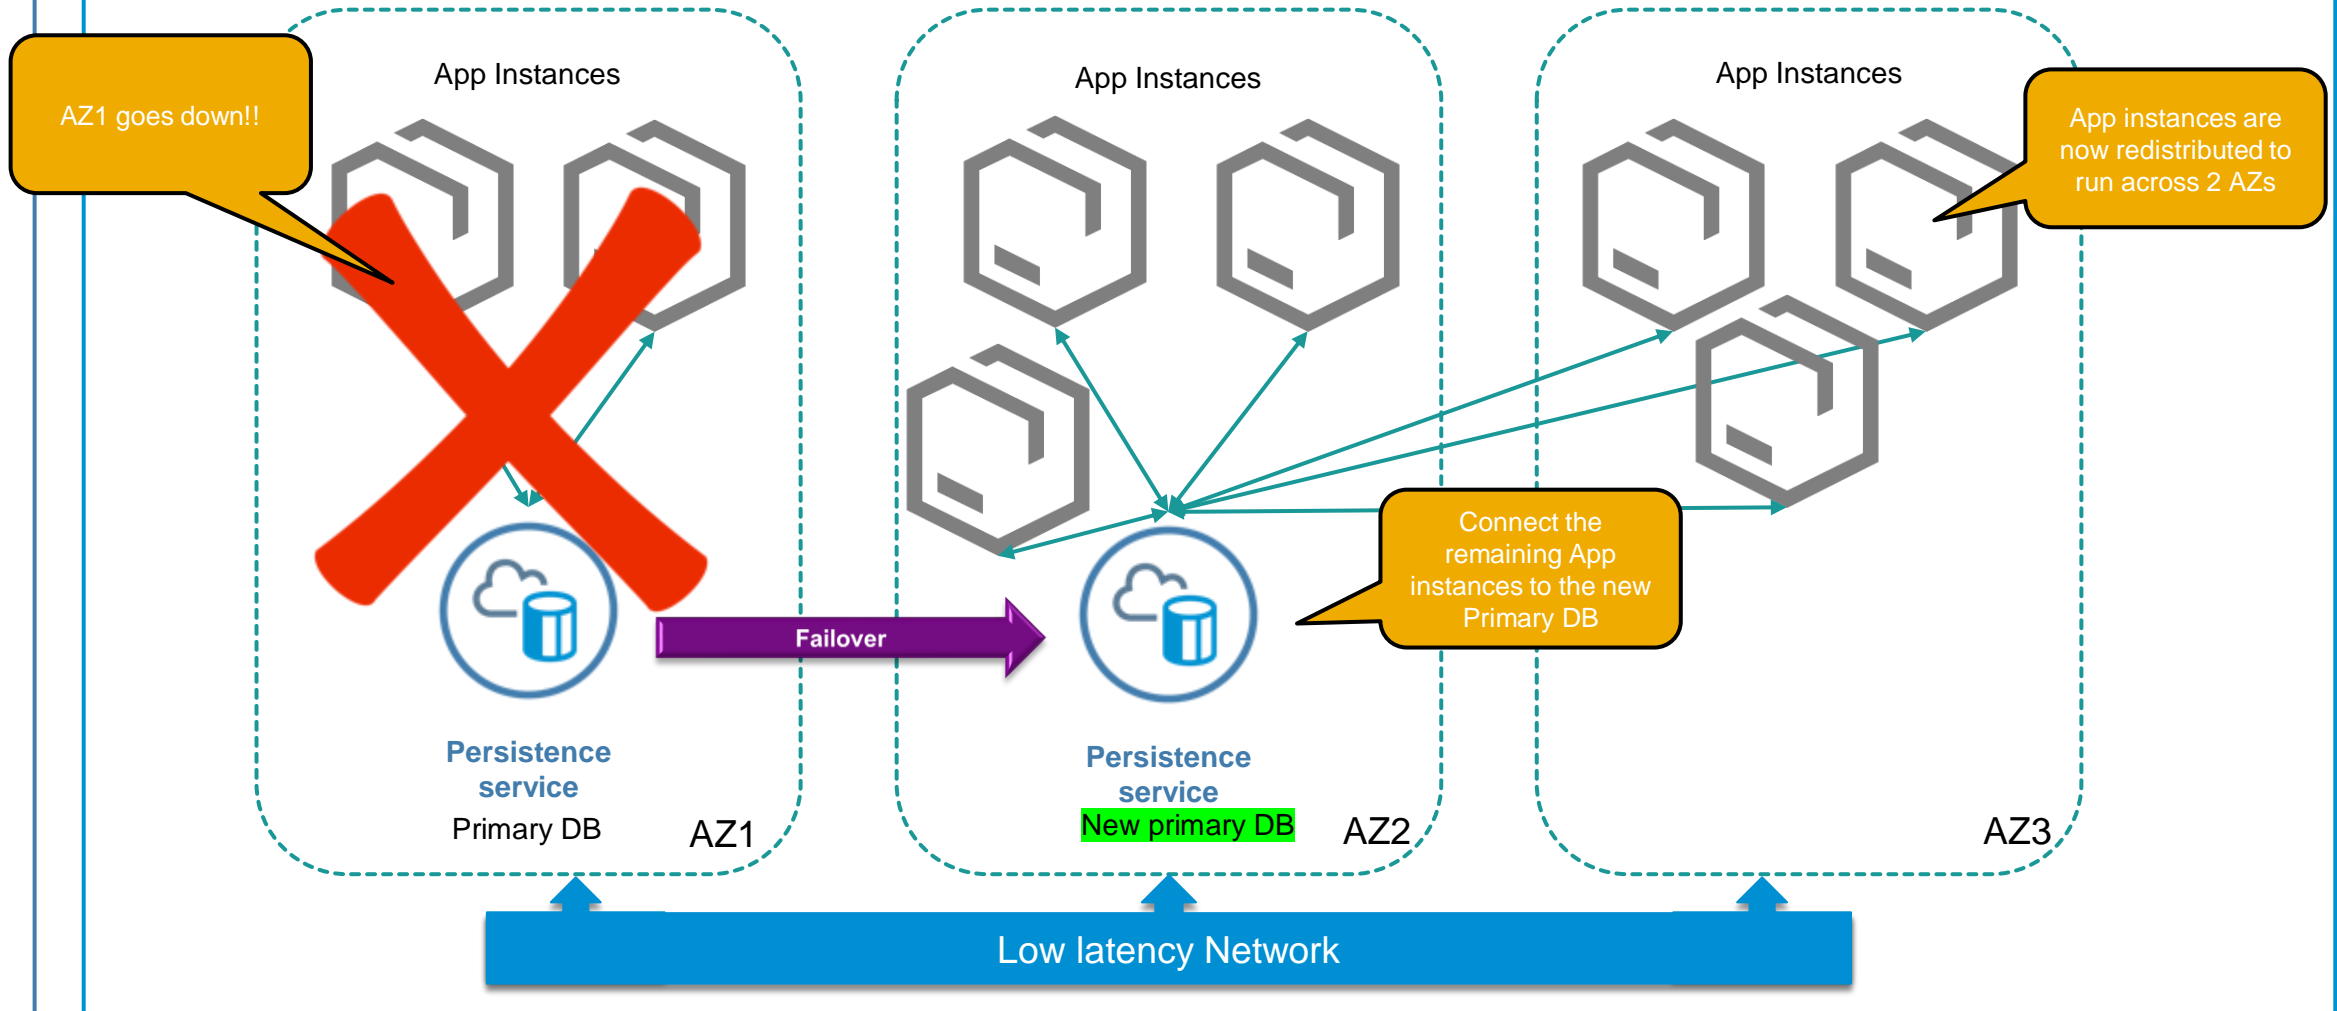 AZ1 goes down!!
App Instances
App Instances
App Instances
App instances are
now redistributed to
run across 2 AZs
Connect the
remaining App
instances to the new
Primary DB
Failover
Persistence
service
Primary DB
AZ1
Persistence
service
New primary DB
AZ2
AZ3
Low latency Network